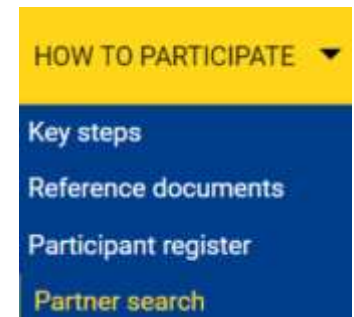 HOW TO PARTICIPATE
Key steps
Reference documents
Participant register
Partner search